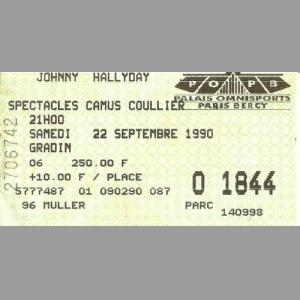 JOHNNY HALLYDAY
POPB
PALAIS OMNISPORTS
PARIS BERCY
SPECTACLES CAMUS COULLIER
21H00
SAMEDI 22 SEPTEMBRE 1990
GRADIN
06 250.00 F
+10.00 F / PLACE
0 1844
5777487 01 090290 087
96 MULLER PARC 140998
2706742